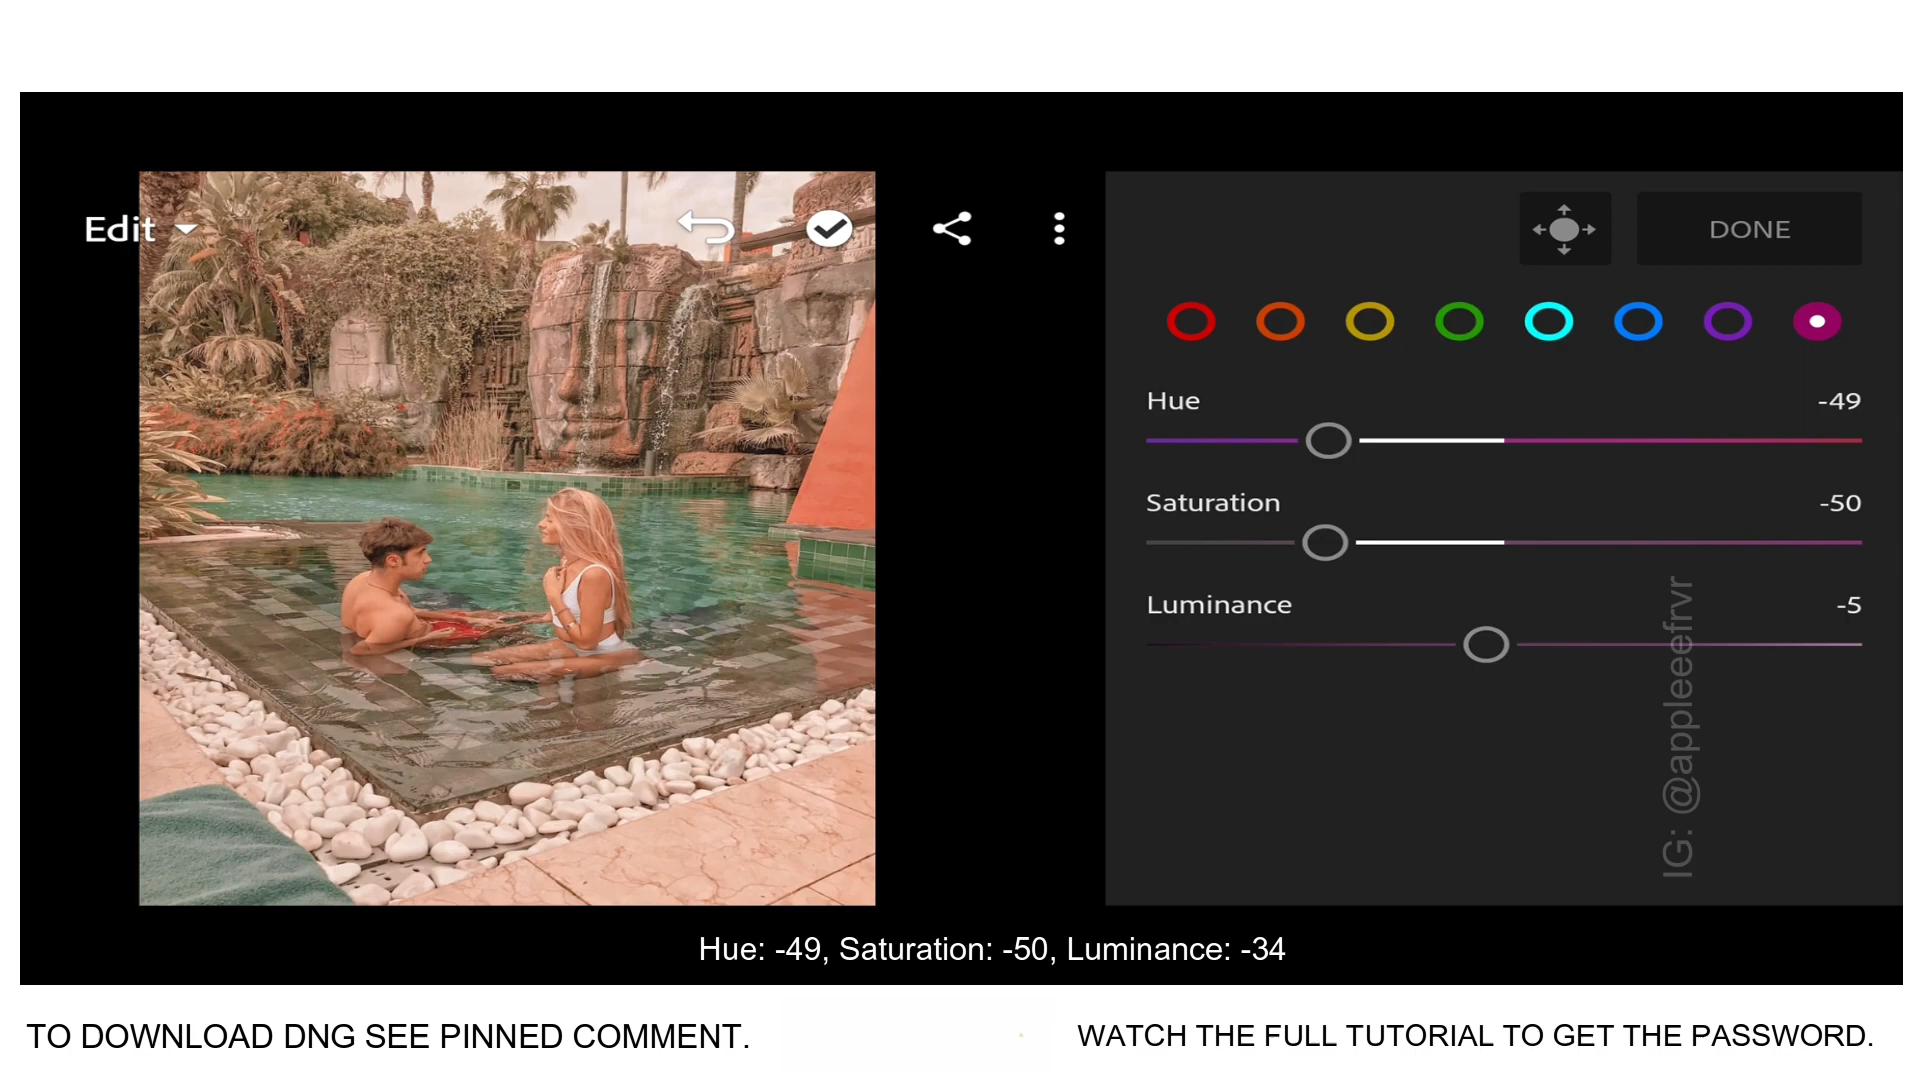 Edit
DONE
Hue -49
Saturation -50
Luminance -5
IG: @appleeefrvr
Hue: -49, Saturation: -50, Luminance: -34
TO DOWNLOAD DNG SEE PINNED COMMENT.
WATCH THE FULL TUTORIAL TO GET THE PASSWORD.